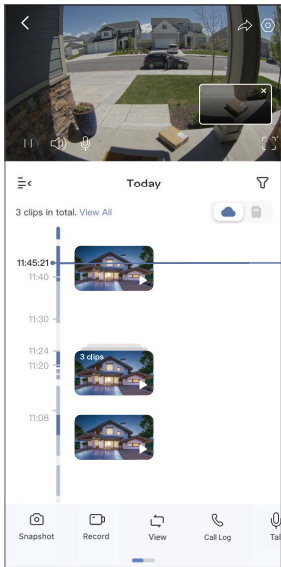 Today
3 clips in total. View All
11:45:21
11:40
11:30
11:24
3 clips
11:20
11:08
Snapshot
Record
View
Call Log
Tal